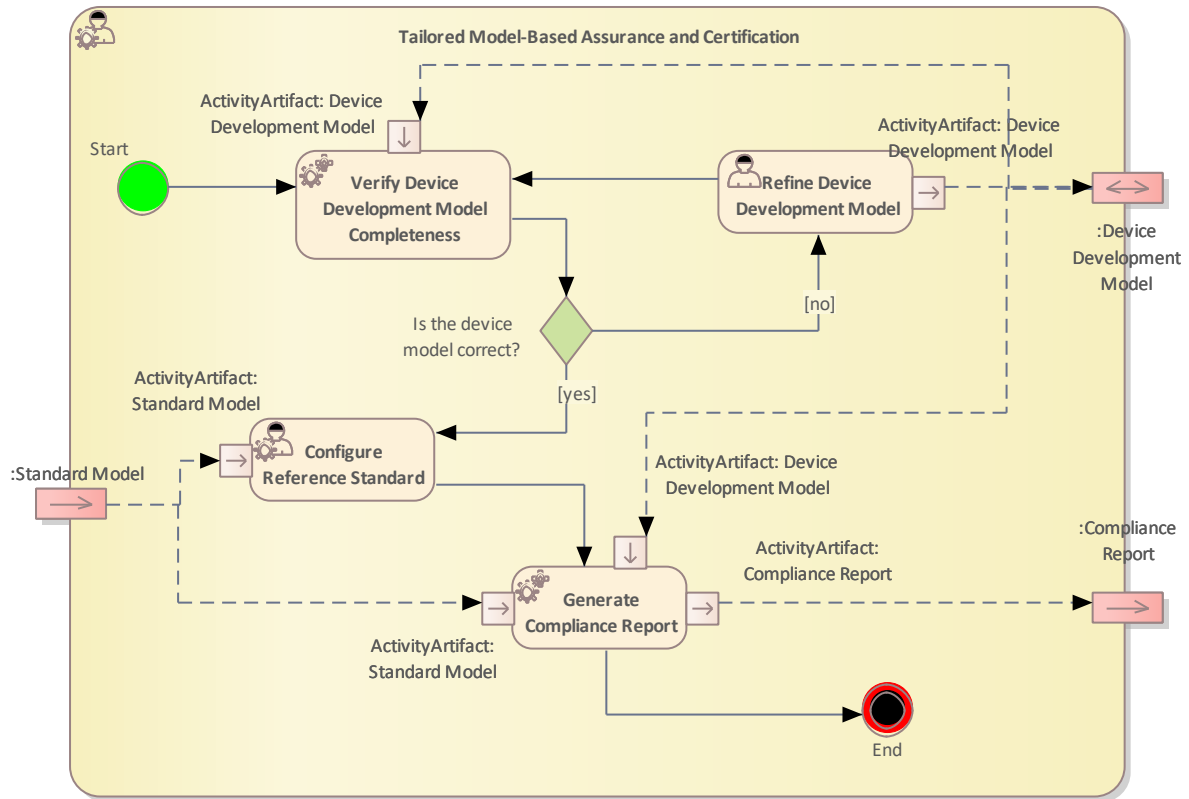 Tailored Model-Based Assurance and Certification
ActivityArtifact: Device
Development Model
ActivityArtifact: Device
Development Model
Start
Verify Device
Development Model
Completeness
Refine Device
Development Model
:Device
Development
Model
[no]
Is the device
model correct?
[yes]
ActivityArtifact:
Standard Model
Configure
Reference Standard
:Standard Model
ActivityArtifact: Device
Development Model
:Compliance
Report
ActivityArtifact:
Compliance Report
Generate
Compliance Report
ActivityArtifact:
Standard Model
End